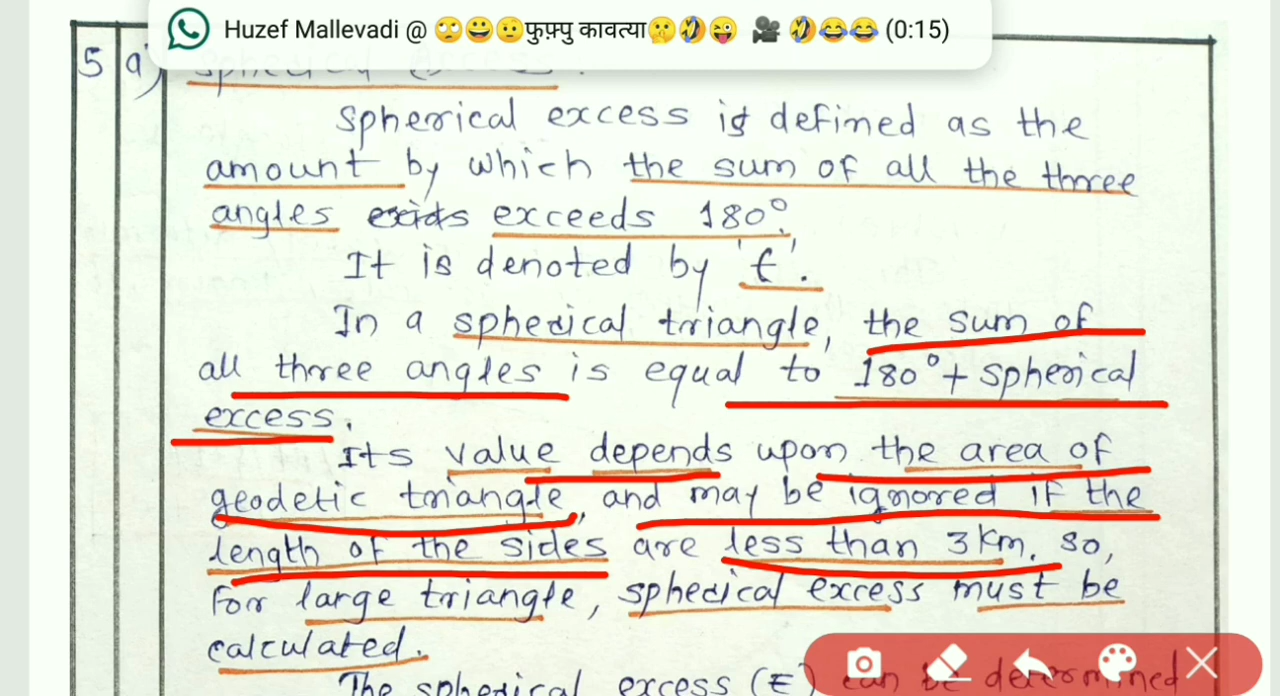 Huzef Mallevadi @ 🙄😀🤨फुफ़्पु कावत्या🤫🤣😜 🎥 🤣😂😂 (0:15)
5 a) Spherical Excess:
Spherical excess is defined as the
amount by which the sum of all the three
angles exceeds 180°.
It is denoted by 'E'.
In a spherical triangle, the sum of
all three angles is equal to 180° + spherical
excess.
Its value depends upon the area of
geodetic triangle, and may be ignored if the
length of the sides are less than 3km. so,
For large triangle, spherical excess must be
calculated.
The spherical excess (E) can be determined